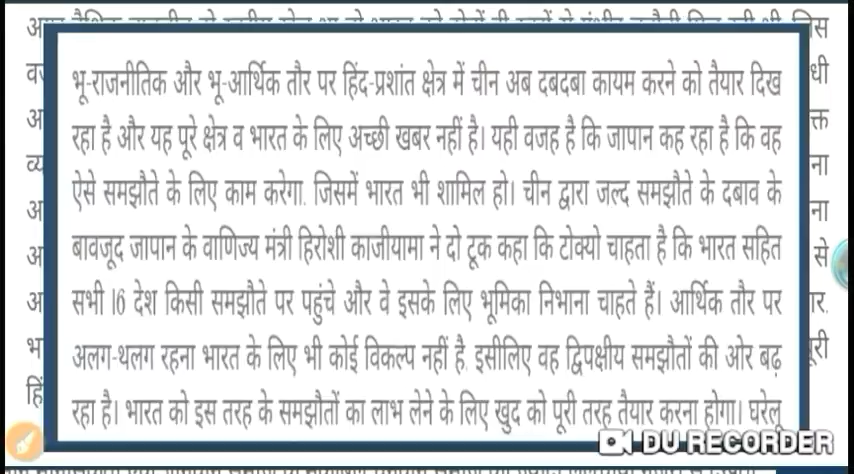 भू-राजनीतिक और भू-आर्थिक तौर पर हिंद-प्रशांत क्षेत्र में चीन अब दबदबा कायम करने को तैयार दिख
रहा है और यह पूरे क्षेत्र व भारत के लिए अच्छी खबर नहीं है। यही वजह है कि जापान कह रहा है कि वह
ऐसे समझौते के लिए काम करेगा. जिसमें भारत भी शामिल हो। चीन द्वारा जल्द समझौते के दबाव के
बावजूद जापान के वाणिज्य मंत्री हिरोशी काजीयामा ने दो टूक कहा कि टोक्यो चाहता है कि भारत सहित
सभी 16 देश किसी समझौते पर पहुंचे और वे इसके लिए भूमिका निभाना चाहते हैं। आर्थिक तौर पर
अलग-थलग रहना भारत के लिए भी कोई विकल्प नहीं है. इसीलिए वह द्विपक्षीय समझौतों की ओर बढ़
रहा है। भारत को इस तरह के समझौतों का लाभ लेने के लिए खुद को पूरी तरह तैयार करना होगा। घरेलू
DU RECORDER